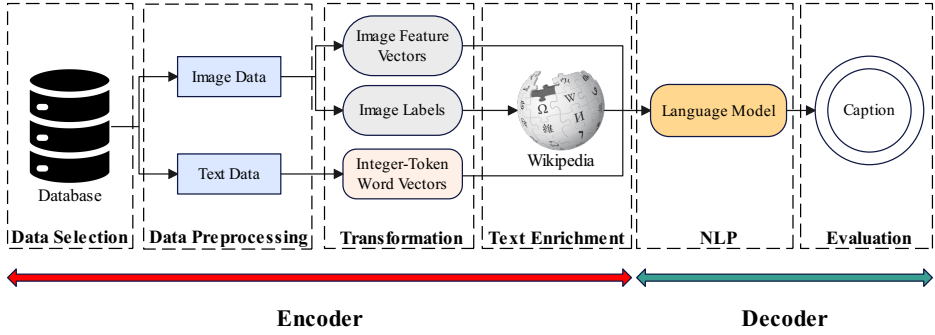 Database
Data Selection
Image Data
Text Data
Data Preprocessing
Image Feature
Vectors
Image Labels
Integer-Token
Word Vectors
Transformation
Ω
W
И
Wikipedia
Text Enrichment
Language Model
NLP
Caption
Evaluation
Encoder
Decoder